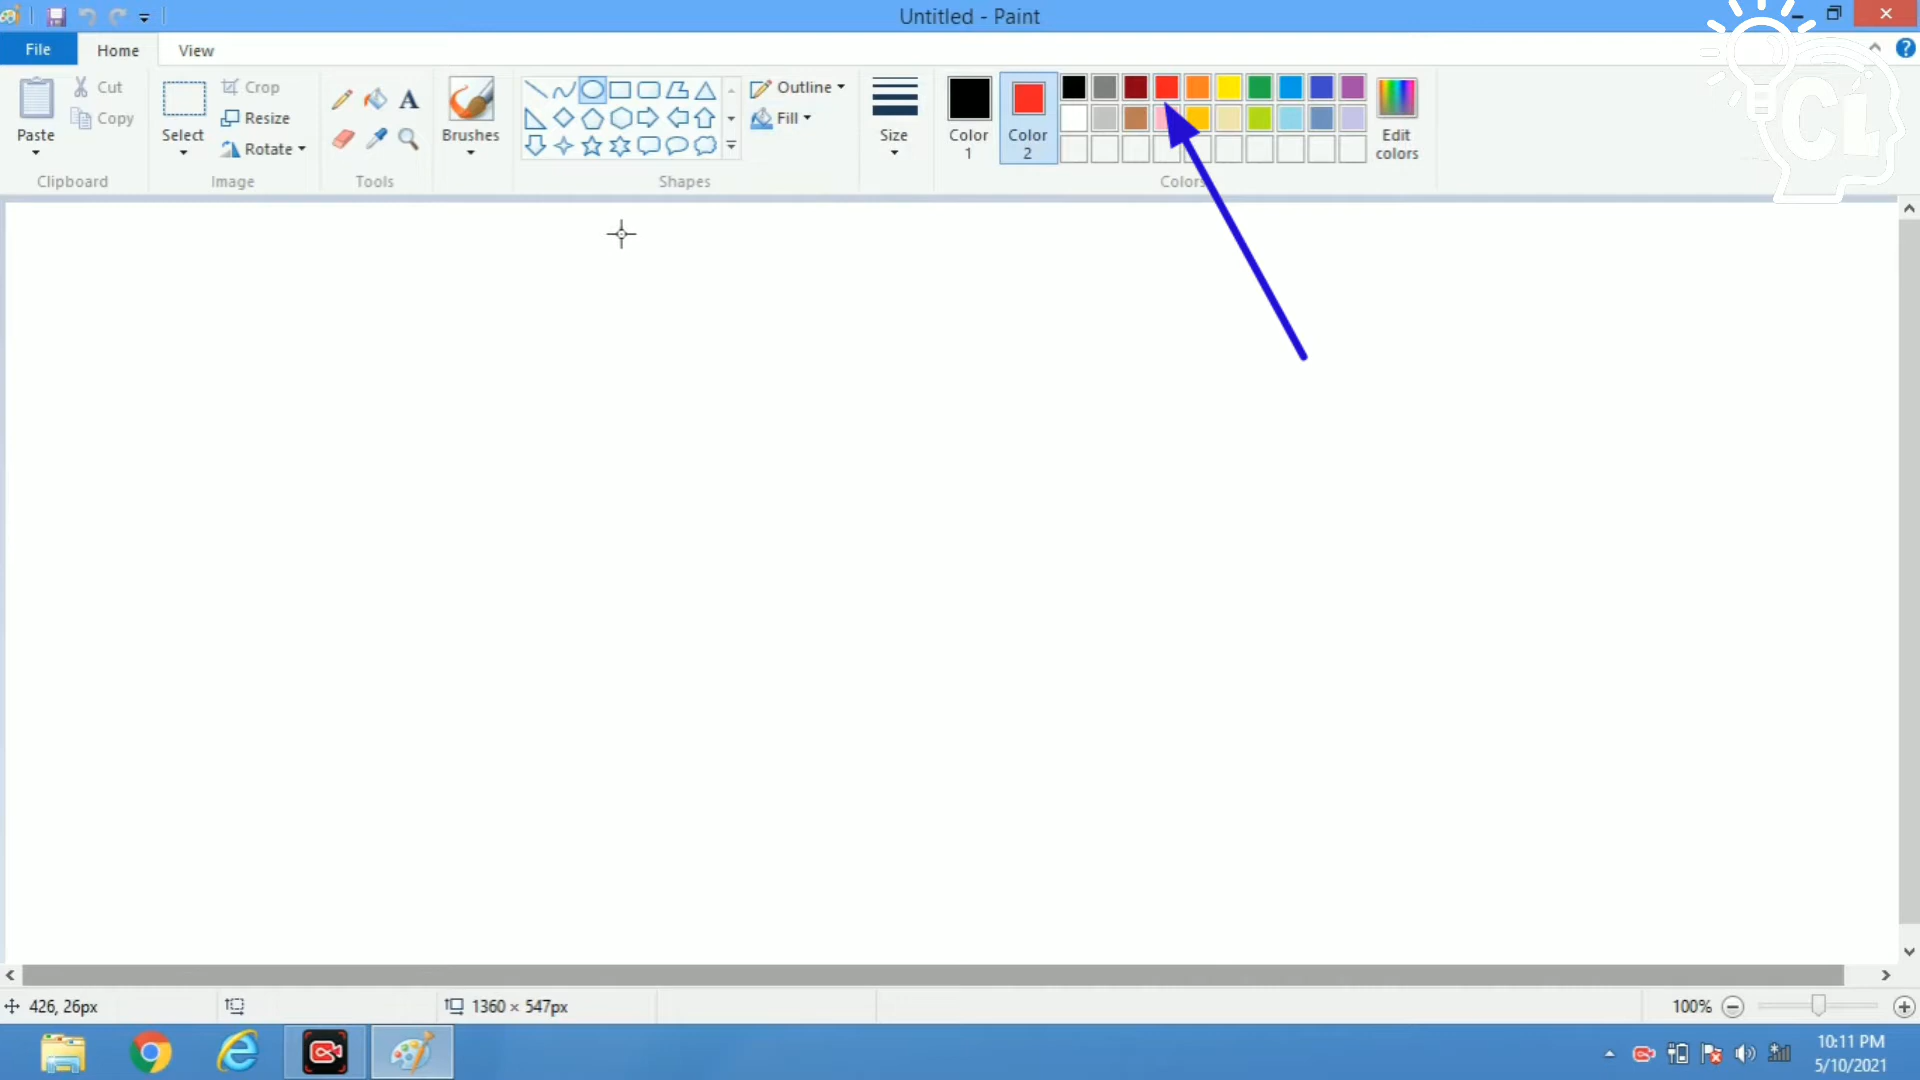 Untitled - Paint
File
Home
View
Paste
Cut
Copy
Clipboard
Select
Crop
Resize
Rotate
Image
A
Tools
Brushes
Shapes
Outline
Fill
Size
Color
1
Color
2
Colors
Edit
colors
CL
426, 26px
1360 × 547px
100%
10:11 PM
5/10/2021